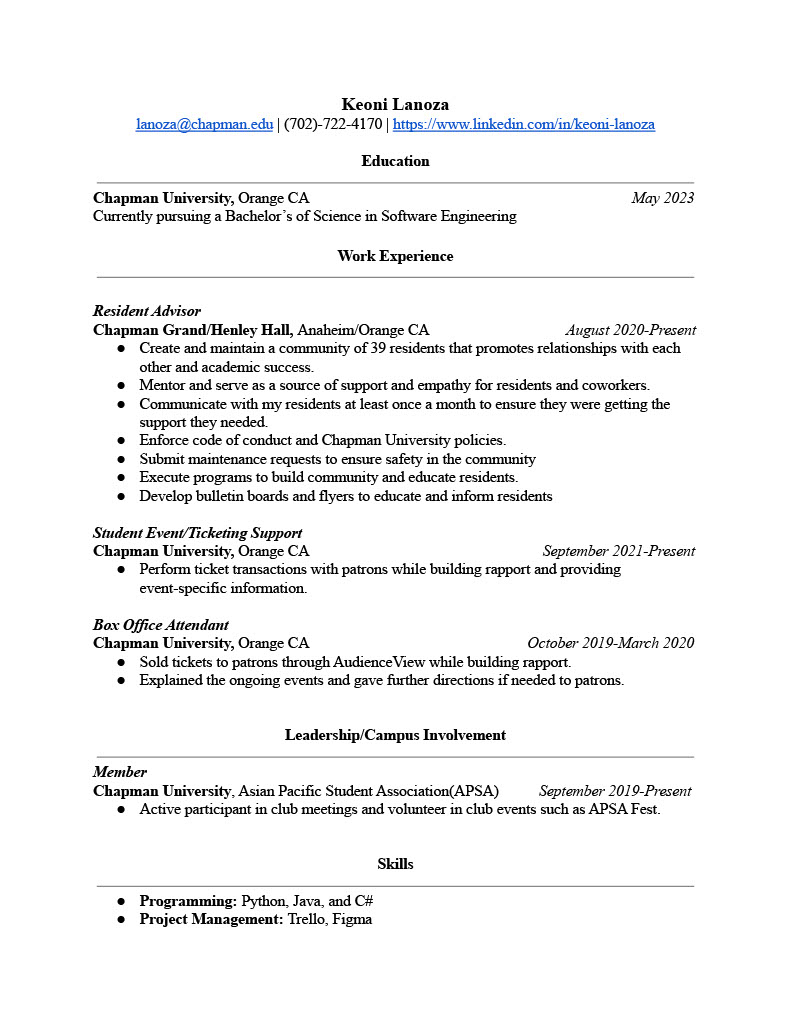 Keoni Lanoza
lanoza@chapman.edu | (702)-722-4170 | https://www.linkedin.com/in/keoni-lanoza
Education
Chapman University, Orange CA May 2023
Currently pursuing a Bachelor’s of Science in Software Engineering
Work Experience
Resident Advisor
Chapman Grand/Henley Hall, Anaheim/Orange CA August 2020-Present
● Create and maintain a community of 39 residents that promotes relationships with each
other and academic success.
● Mentor and serve as a source of support and empathy for residents and coworkers.
● Communicate with my residents at least once a month to ensure they were getting the
support they needed.
● Enforce code of conduct and Chapman University policies.
● Submit maintenance requests to ensure safety in the community
● Execute programs to build community and educate residents.
● Develop bulletin boards and flyers to educate and inform residents
Student Event/Ticketing Support
Chapman University, Orange CA September 2021-Present
● Perform ticket transactions with patrons while building rapport and providing
event-specific information.
Box Office Attendant
Chapman University, Orange CA October 2019-March 2020
● Sold tickets to patrons through AudienceView while building rapport.
● Explained the ongoing events and gave further directions if needed to patrons.
Leadership/Campus Involvement
Member
Chapman University, Asian Pacific Student Association(APSA) September 2019-Present
● Active participant in club meetings and volunteer in club events such as APSA Fest.
Skills
● Programming: Python, Java, and C#
● Project Management: Trello, Figma